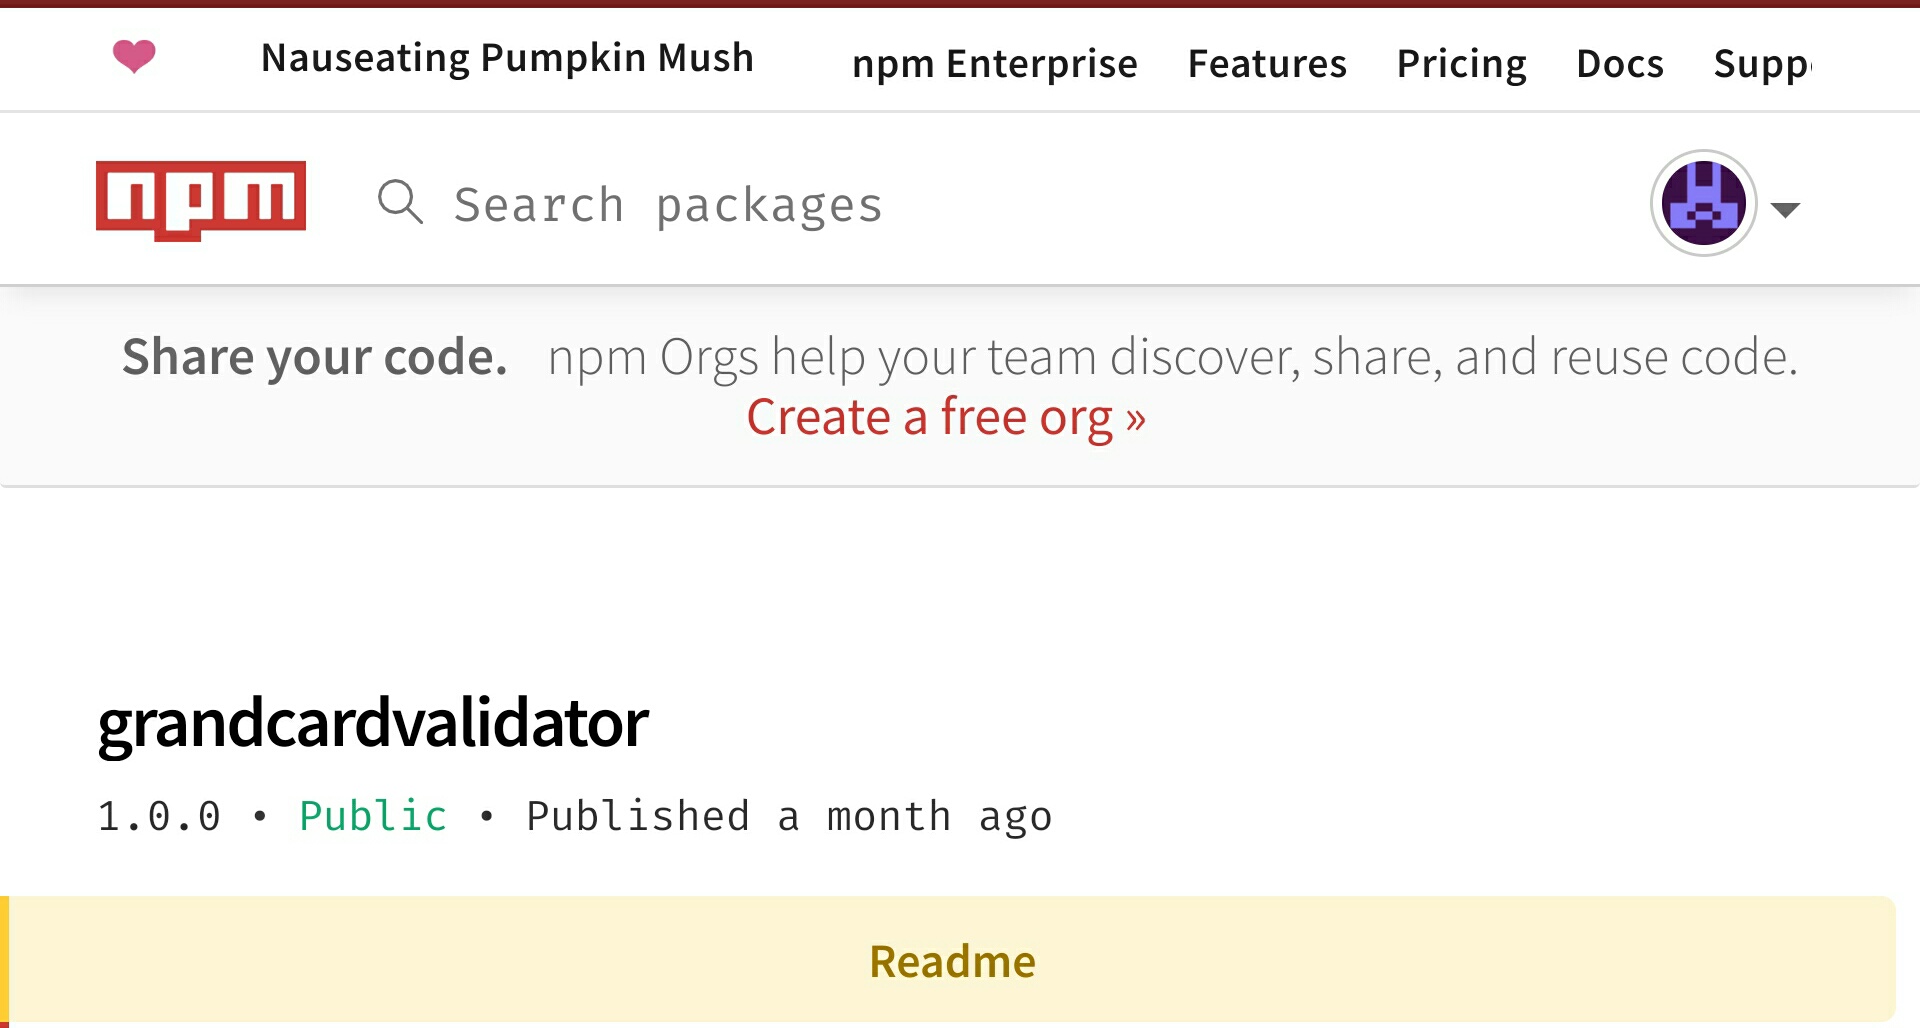 ❤ Nauseating Pumpkin Mush npm Enterprise Features Pricing Docs Supp
npm Search packages
Share your code. npm Orgs help your team discover, share, and reuse code.
Create a free org »
grandcardvalidator
1.0.0 • Public • Published a month ago
Readme